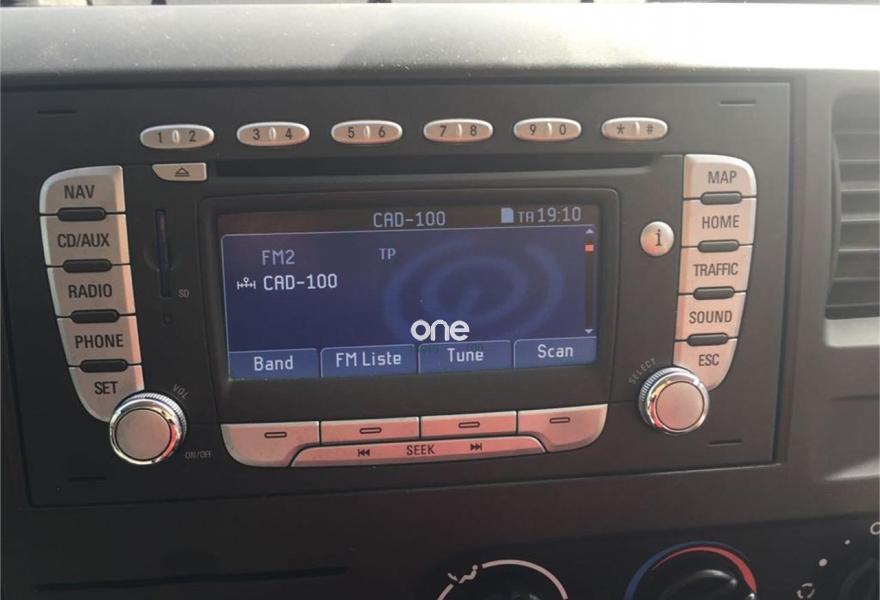 1 2
3 4
5 6
7 8
9 0
* #
NAV
CD/AUX
RADIO
PHONE
SET
SD
CAD-100
TA 19:10
FM2
TP
CAD-100
one
Band
FM Liste
Tune
Scan
i
MAP
HOME
TRAFFIC
SOUND
ESC
VOL
ON/OFF
SELECT
SEEK